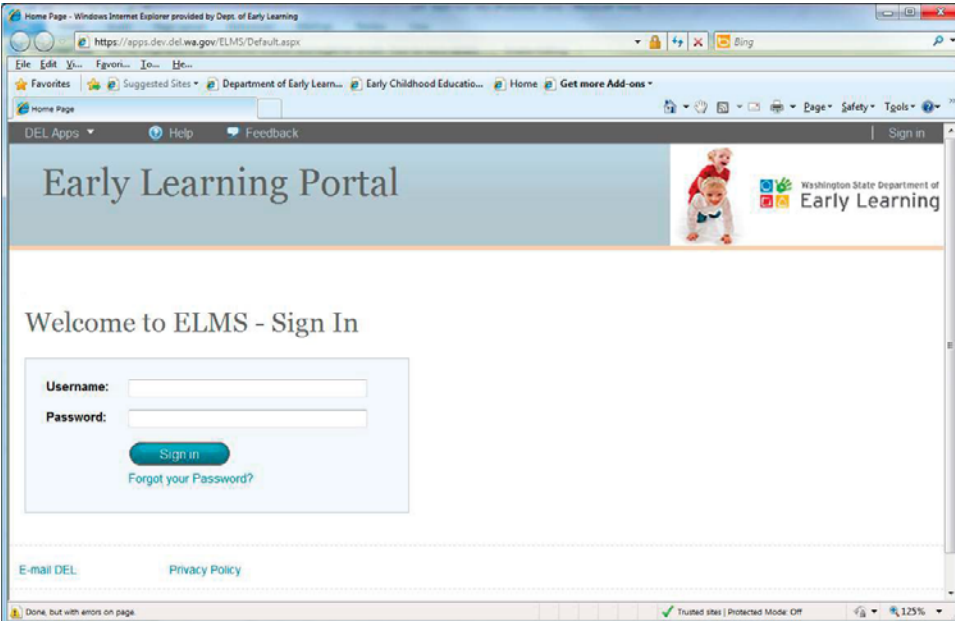 Home Page - Windows Internet Explorer provided by Dept. of Early Learning
https://apps.dev.del.wa.gov/ELMS/Default.aspx
Bing
File Edit Vi... Favori... To... He...
Favorites Suggested Sites Department of Early Learn... Early Childhood Educatio... Home Get more Add-ons
Home Page
Page Safety Tools
DEL Apps Help Feedback | Sign in
Early Learning Portal
Washington State Department of
Early Learning
Welcome to ELMS - Sign In
Username:
Password:
Sign in
Forgot your Password?
E-mail DEL Privacy Policy
Done, but with errors on page.
Trusted sites | Protected Mode: Off
125%